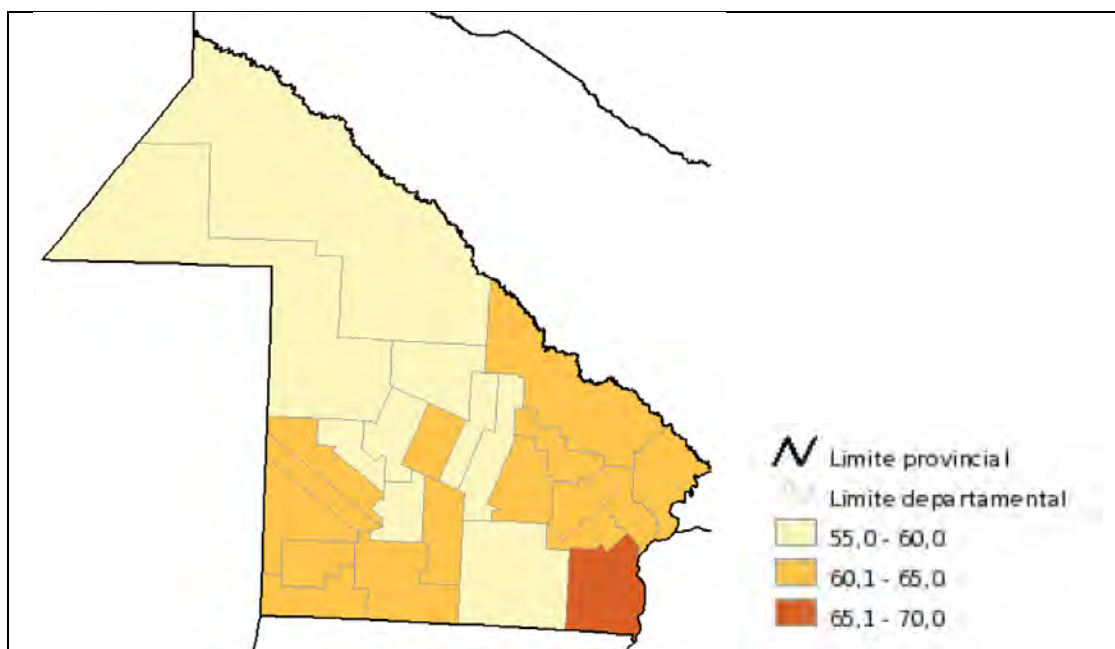 Limite provincial
Limite departamental
55,0 - 60,0
60,1 - 65,0
65,1 - 70,0